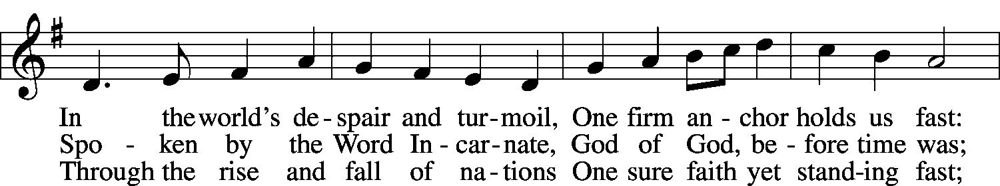 In the world's de - spair and tur - moil, One firm an - chor holds us fast:
Spo - ken by the Word In - car - nate, God of God, be - fore time was;
Through the rise and fall of na - tions One sure faith yet stand - ing fast;